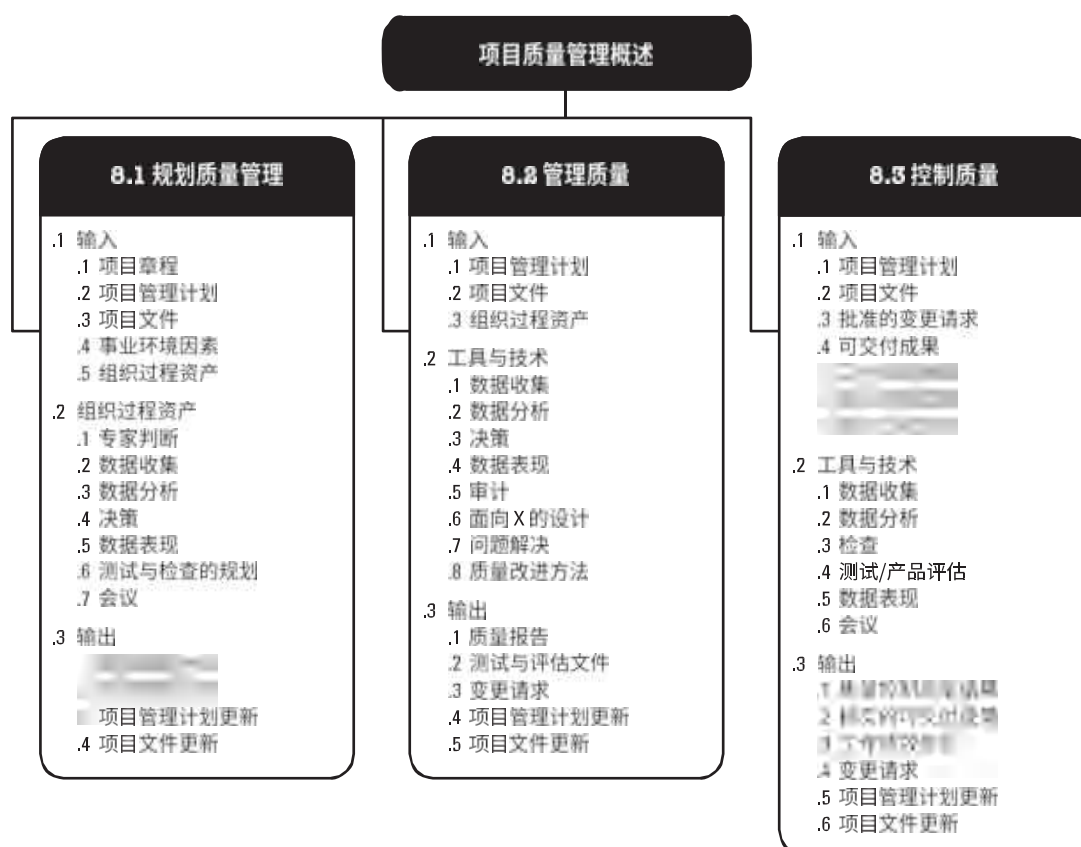 项目质量管理概述
8.1 规划质量管理
.1 输入
.1 项目章程
.2 项目管理计划
.3 项目文件
.4 事业环境因素
.5 组织过程资产
.2 组织过程资产
.1 专家判断
.2 数据收集
.3 数据分析
.4 决策
.5 数据表现
.6 测试与检查的规划
.7 会议
.3 输出
项目管理计划更新
.4 项目文件更新
8.2 管理质量
.1 输入
.1 项目管理计划
.2 项目文件
.3 组织过程资产
.2 工具与技术
.1 数据收集
.2 数据分析
.3 决策
.4 数据表现
.5 审计
.6 面向 X 的设计
.7 问题解决
.8 质量改进方法
.3 输出
.1 质量报告
.2 测试与评估文件
.3 变更请求
.4 项目管理计划更新
.5 项目文件更新
8.3 控制质量
.1 输入
.1 项目管理计划
.2 项目文件
.3 批准的变更请求
.4 可交付成果
.2 工具与技术
.1 数据收集
.2 数据分析
.3 检查
.4 测试/产品评估
.5 数据表现
.6 会议
.3 输出
.4 变更请求
.5 项目管理计划更新
.6 项目文件更新